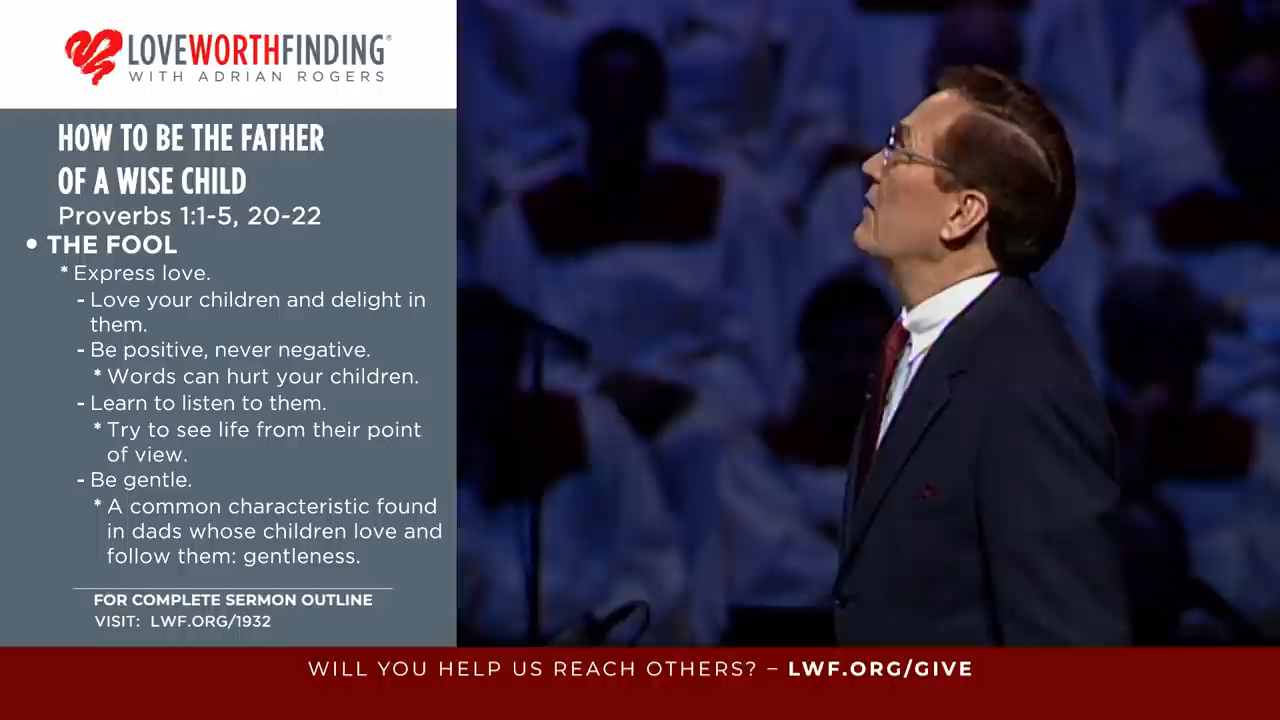 LOVEWORTHFINDING®
WITH ADRIAN ROGERS
HOW TO BE THE FATHER
OF A WISE CHILD
Proverbs 1:1-5, 20-22
• THE FOOL
* Express love.
- Love your children and delight in
them.
- Be positive, never negative.
* Words can hurt your children.
- Learn to listen to them.
* Try to see life from their point
of view.
- Be gentle.
* A common characteristic found
in dads whose children love and
follow them: gentleness.
FOR COMPLETE SERMON OUTLINE
VISIT: LWF.ORG/1932
WILL YOU HELP US REACH OTHERS? – LWF.ORG/GIVE